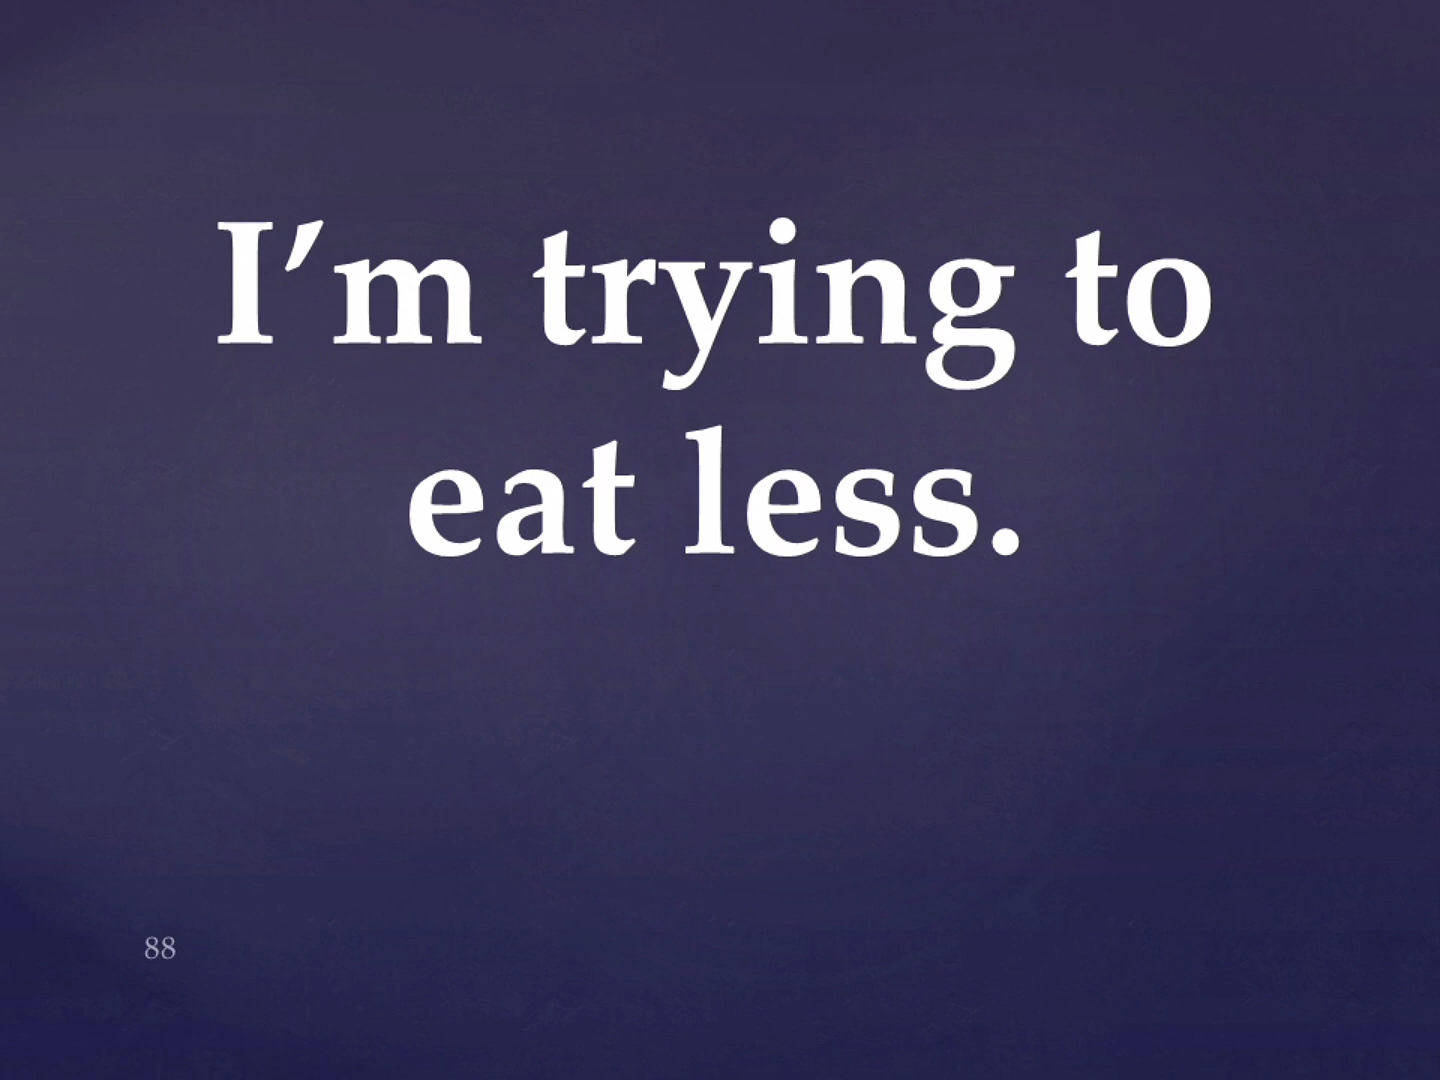 I’m trying to
eat less.
88